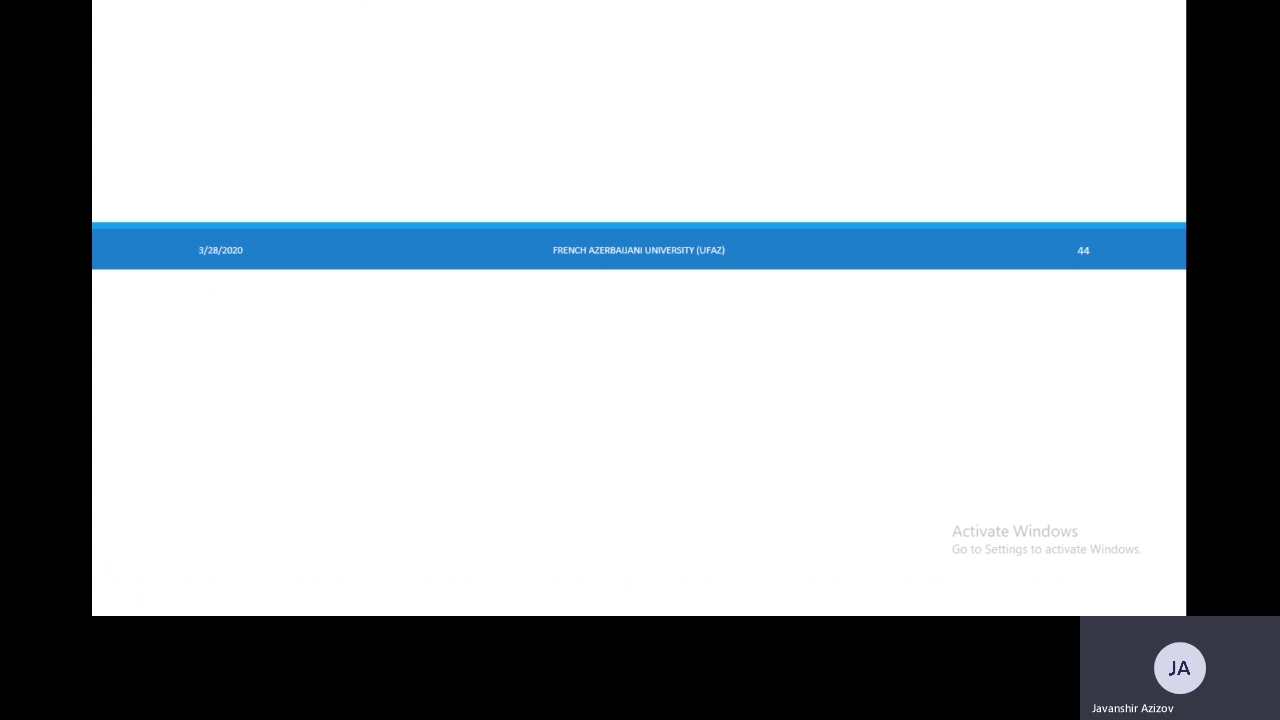 3/28/2020 FRENCH AZERBAIJANI UNIVERSITY (UFAZ) 44
Activate Windows
Go to Settings to activate Windows.
JA
Javanshir Azizov